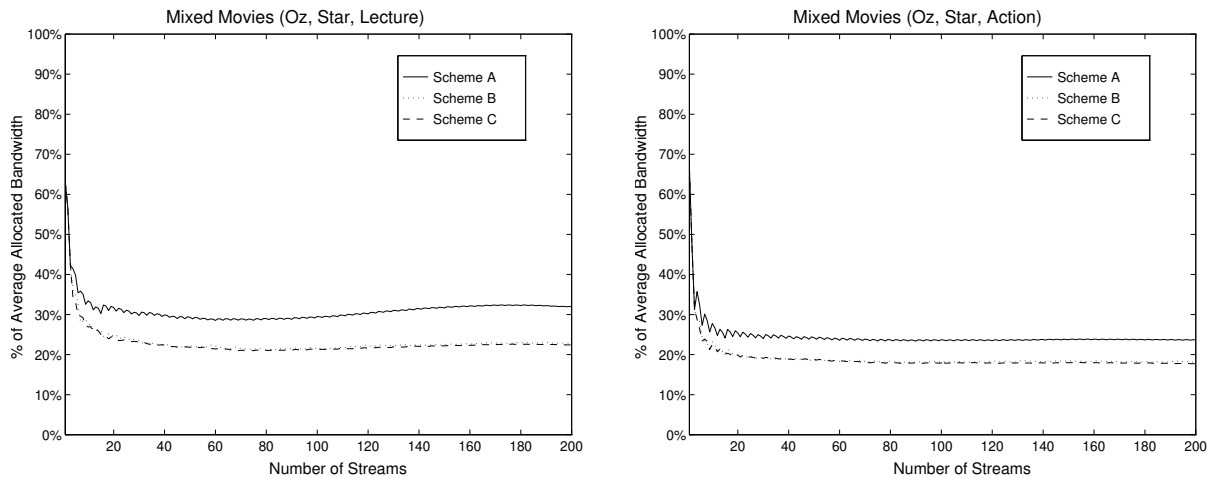 Mixed Movies (Oz, Star, Lecture)
% of Average Allocated Bandwidth
100%
90%
80%
70%
60%
50%
40%
30%
20%
10%
0%
Scheme A
Scheme B
Scheme C
20 40 60 80 100 120 140 160 180 200
Number of Streams
Mixed Movies (Oz, Star, Action)
% of Average Allocated Bandwidth
100%
90%
80%
70%
60%
50%
40%
30%
20%
10%
0%
Scheme A
Scheme B
Scheme C
20 40 60 80 100 120 140 160 180 200
Number of Streams